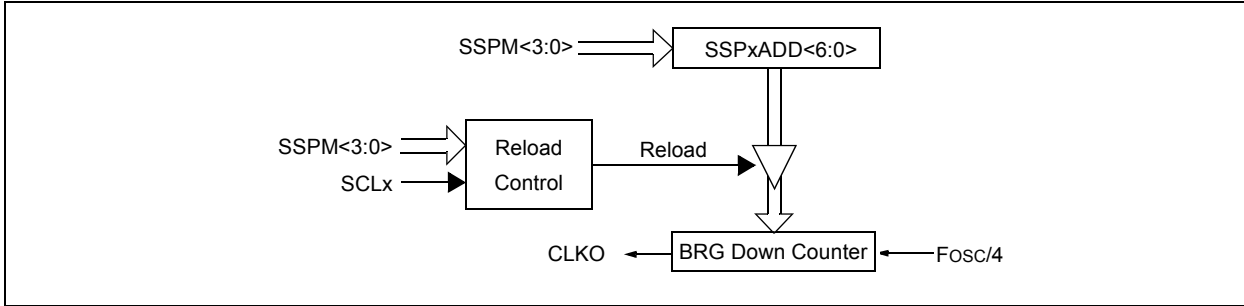 SSPM<3:0>
SSPxADD<6:0>
SSPM<3:0>
SCLx
Reload
Control
Reload
CLKO
BRG Down Counter
FOSC/4